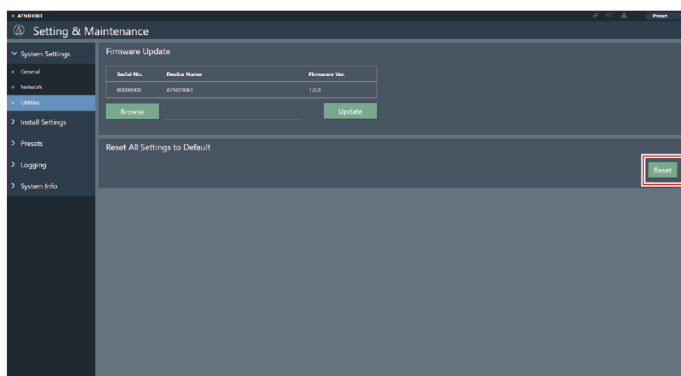 ATND1061
Preset
Setting & Maintenance
System Settings
General
Network
Utilities
Install Settings
Presets
Logging
System Info
Firmware Update
Serial No. Device Name Firmware Ver.
00000000 ATND1061 1.0.0
Browse Update
Reset All Settings to Default
Reset